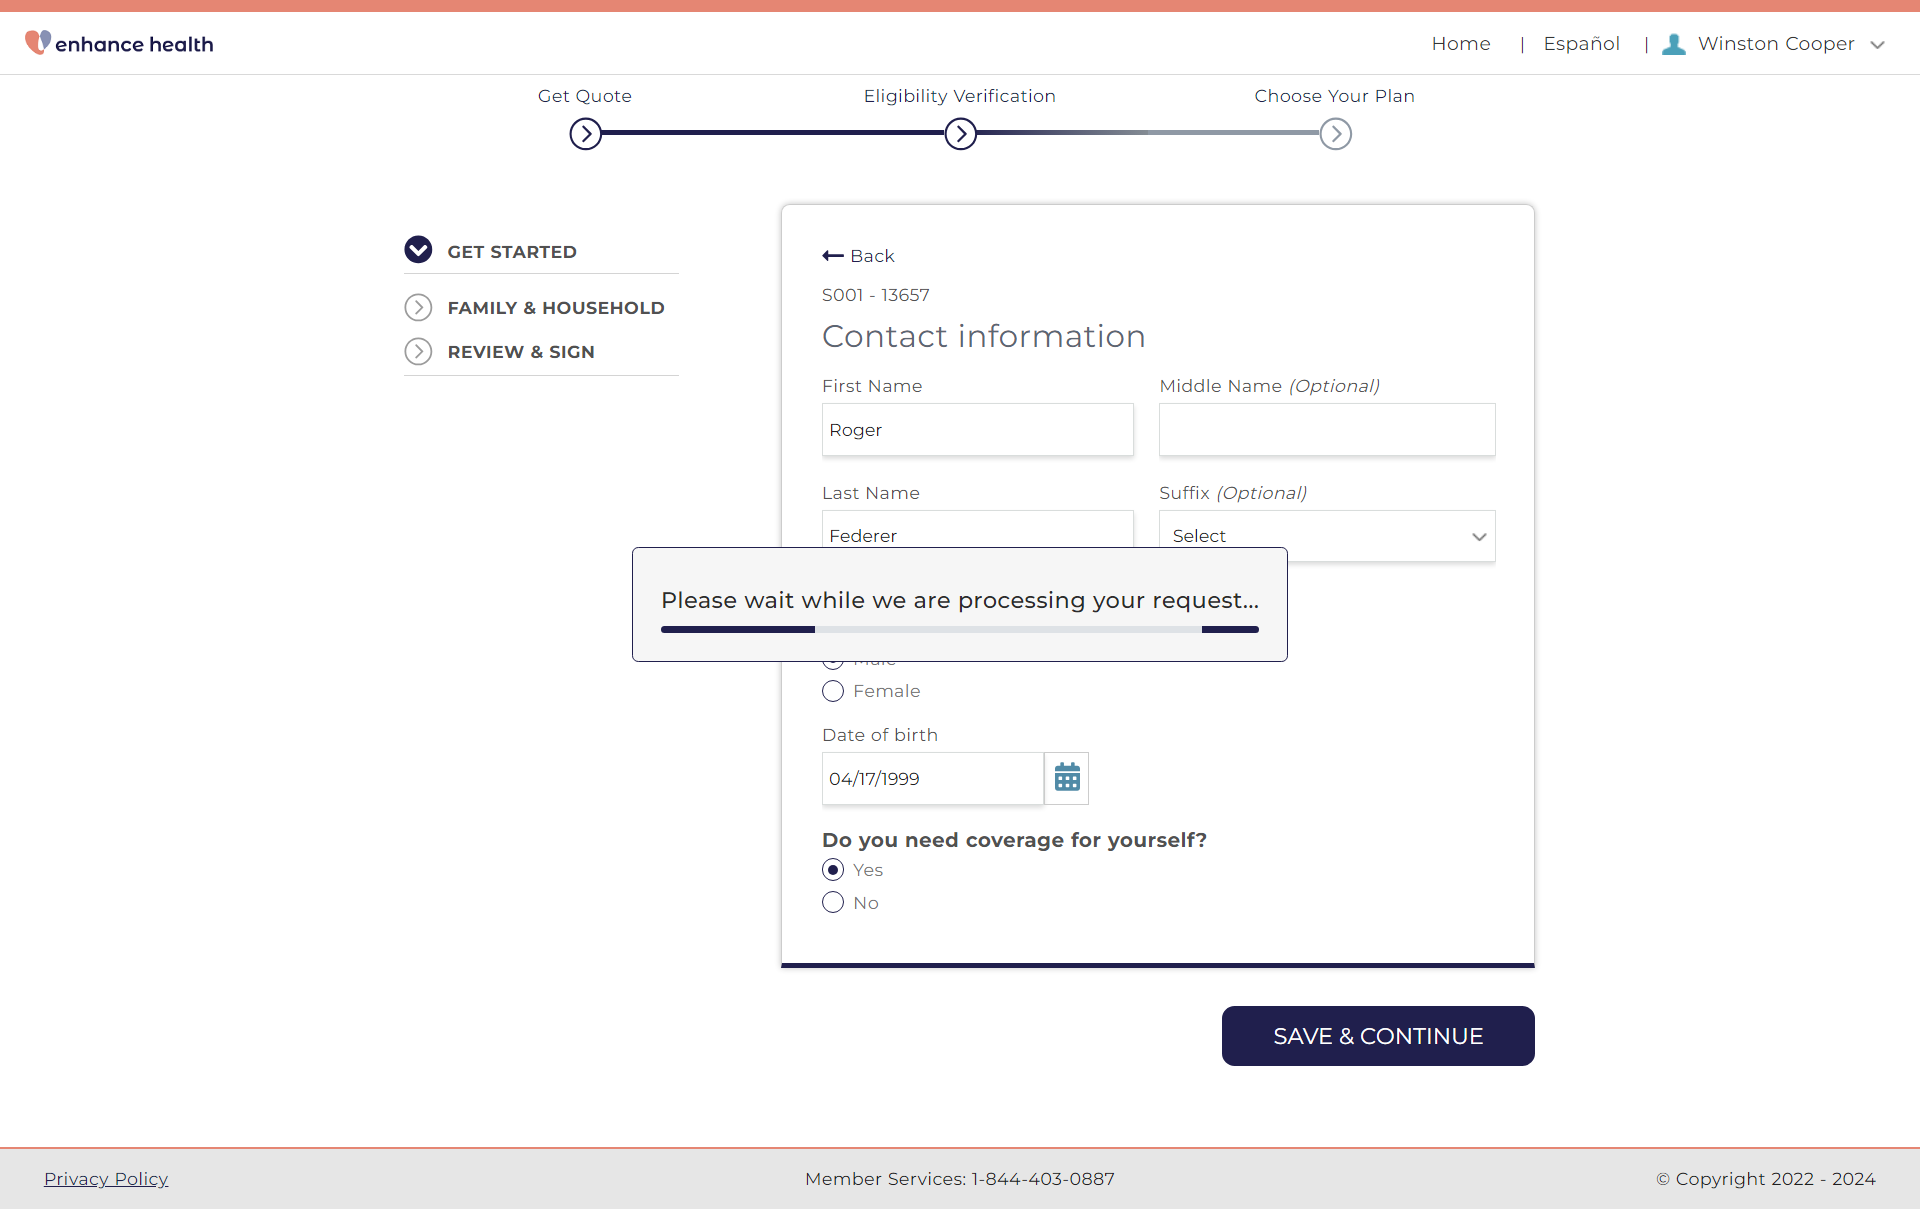 enhance health
Home | Español | Winston Cooper
Get Quote
Eligibility Verification
Choose Your Plan
GET STARTED
FAMILY & HOUSEHOLD
REVIEW & SIGN
Back
S001 - 13657
Contact information
First Name
Middle Name (Optional)
Roger
Last Name
Suffix (Optional)
Federer
Select
Please wait while we are processing your request...
Male
Female
Date of birth
04/17/1999
Do you need coverage for yourself?
Yes
No
SAVE & CONTINUE
Privacy Policy
Member Services: 1-844-403-0887
© Copyright 2022 - 2024